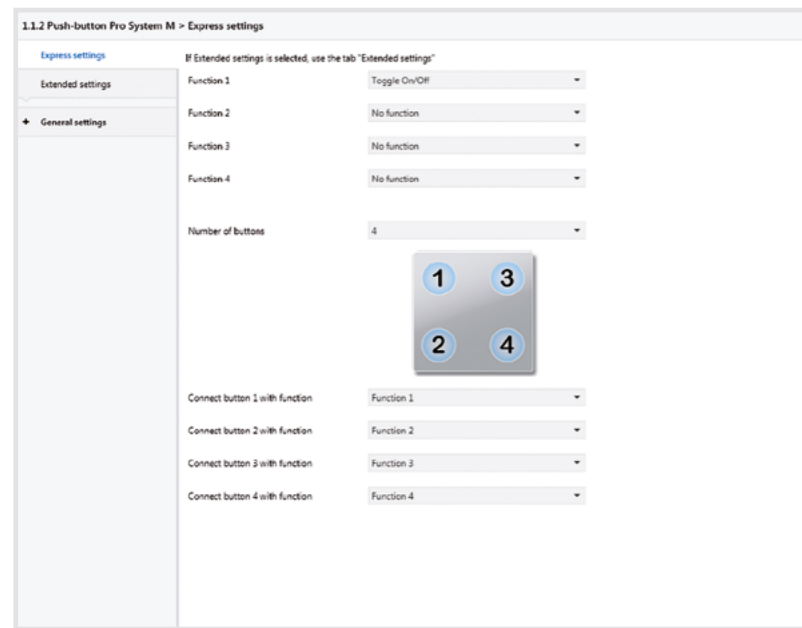 1.1.2 Push-button Pro System M > Express settings
Express settings
If Extended settings is selected, use the tab "Extended settings"
Extended settings
+ General settings
Function 1 Toggle On/Off
Function 2 No function
Function 3 No function
Function 4 No function
Number of buttons 4
1 3
2 4
Connect button 1 with function Function 1
Connect button 2 with function Function 2
Connect button 3 with function Function 3
Connect button 4 with function Function 4